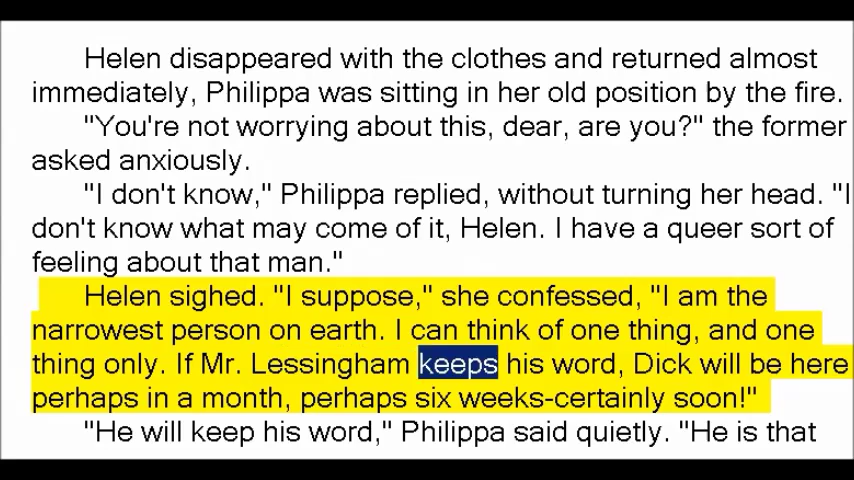 Helen disappeared with the clothes and returned almost
immediately, Philippa was sitting in her old position by the fire.
"You're not worrying about this, dear, are you?" the former
asked anxiously.
"I don't know," Philippa replied, without turning her head. "I
don't know what may come of it, Helen. I have a queer sort of
feeling about that man."
Helen sighed. "I suppose," she confessed, "I am the
narrowest person on earth. I can think of one thing, and one
thing only. If Mr. Lessingham keeps his word, Dick will be here
perhaps in a month, perhaps six weeks-certainly soon!"
"He will keep his word," Philippa said quietly. "He is that